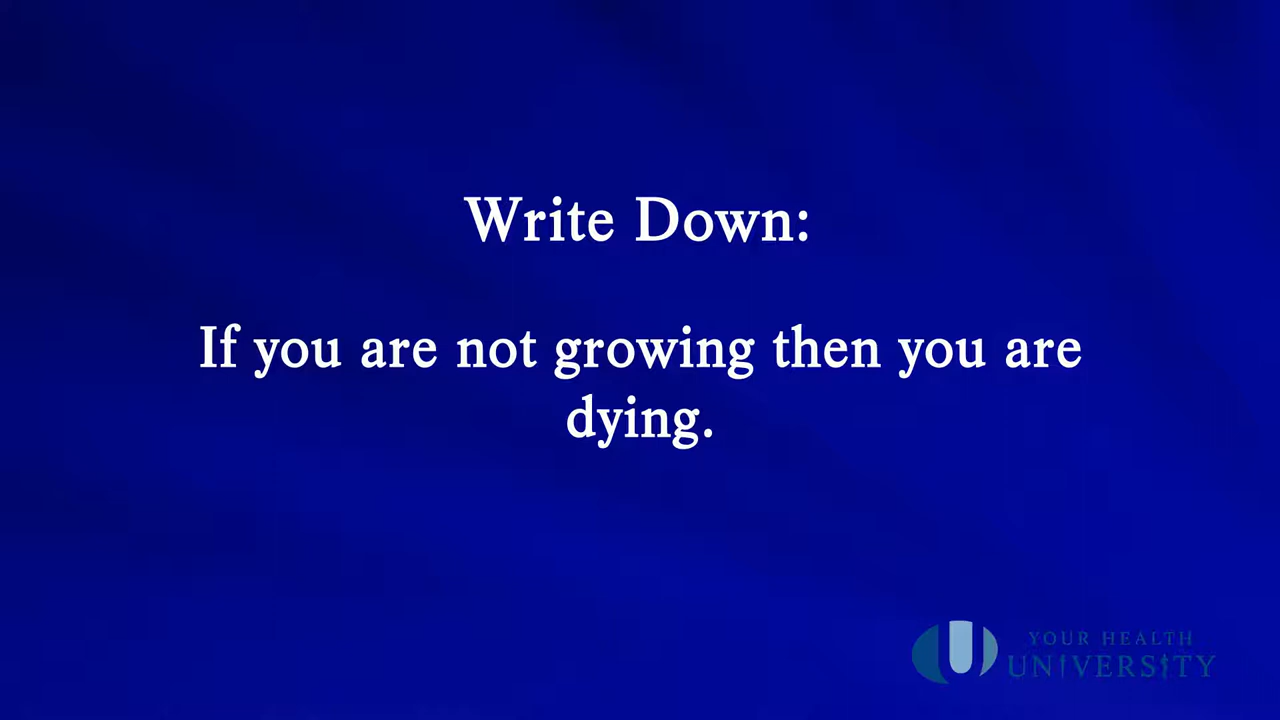 Write Down:
If you are not growing then you are
dying.
YOUR HEALTH
UNIVERSITY